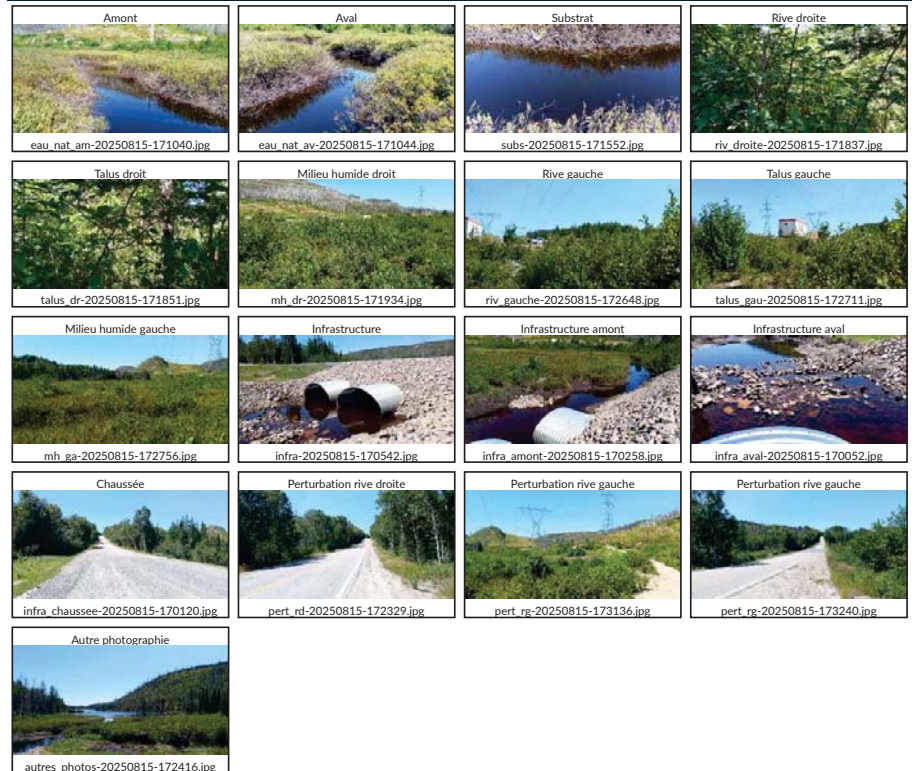 Amont
eau_nat_am-20250815-171040.jpg
Aval
eau_nat_av-20250815-171044.jpg
Substrat
subs-20250815-171552.jpg
Rive droite
riv_droite-20250815-171837.jpg
Talus droit
talus_dr-20250815-171851.jpg
Milieu humide droit
mh_dr-20250815-171934.jpg
Rive gauche
riv_gauche-20250815-172648.jpg
Talus gauche
talus_gau-20250815-172711.jpg
Milieu humide gauche
mh_ga-20250815-172756.jpg
Infrastructure
infra-20250815-170542.jpg
Infrastructure amont
infra_amont-20250815-170258.jpg
Infrastructure aval
infra_aval-20250815-170052.jpg
Chaussée
infra_chaussee-20250815-170120.jpg
Perturbation rive droite
pert_rd-20250815-172329.jpg
Perturbation rive gauche
pert_rg-20250815-173136.jpg
Perturbation rive gauche
pert_rg-20250815-173240.jpg
Autre photographie
autres_photos-20250815-172416.jpg